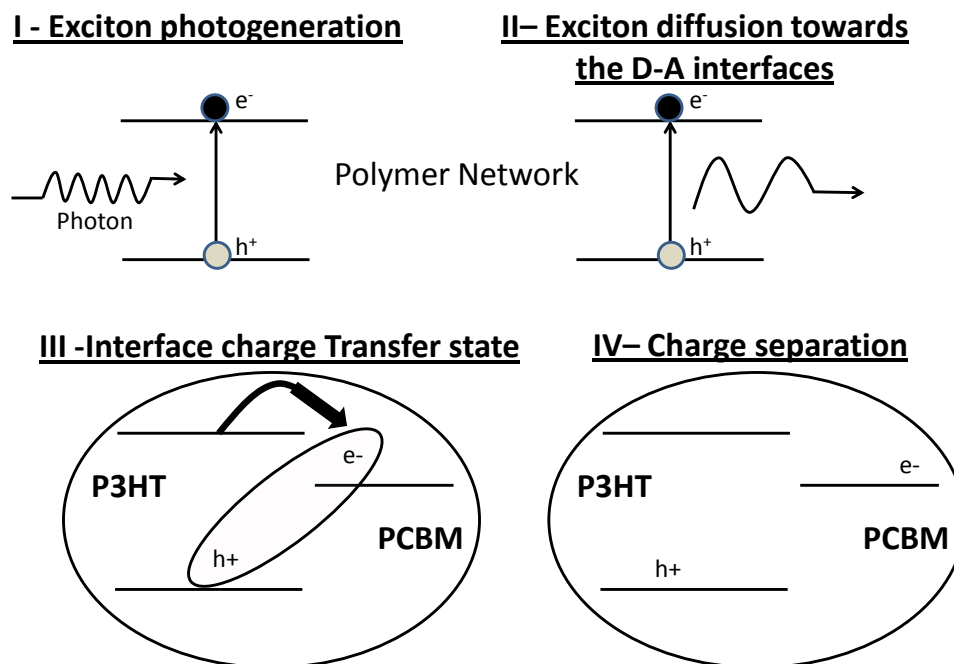 I - Exciton photogeneration
II– Exciton diffusion towards
the D-A interfaces
e-
h+
Photon
Polymer Network
e-
h+
III -Interface charge Transfer state
IV– Charge separation
P3HT
e-
h+
PCBM
P3HT
e-
h+
PCBM